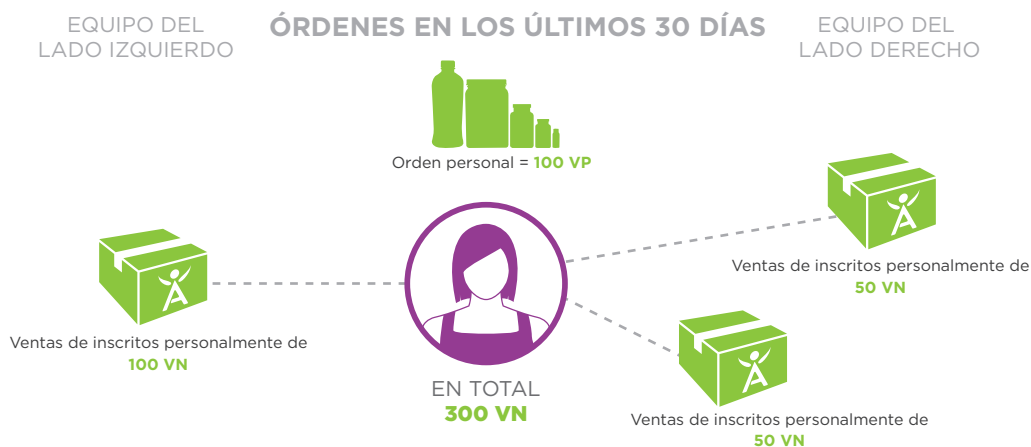 EQUIPO DEL
LADO IZQUIERDO
ÓRDENES EN LOS ÚLTIMOS 30 DÍAS
EQUIPO DEL
LADO DERECHO
Orden personal = 100 VP
Ventas de inscritos personalmente de
50 VN
Ventas de inscritos personalmente de
100 VN
EN TOTAL
300 VN
Ventas de inscritos personalmente de
50 VN